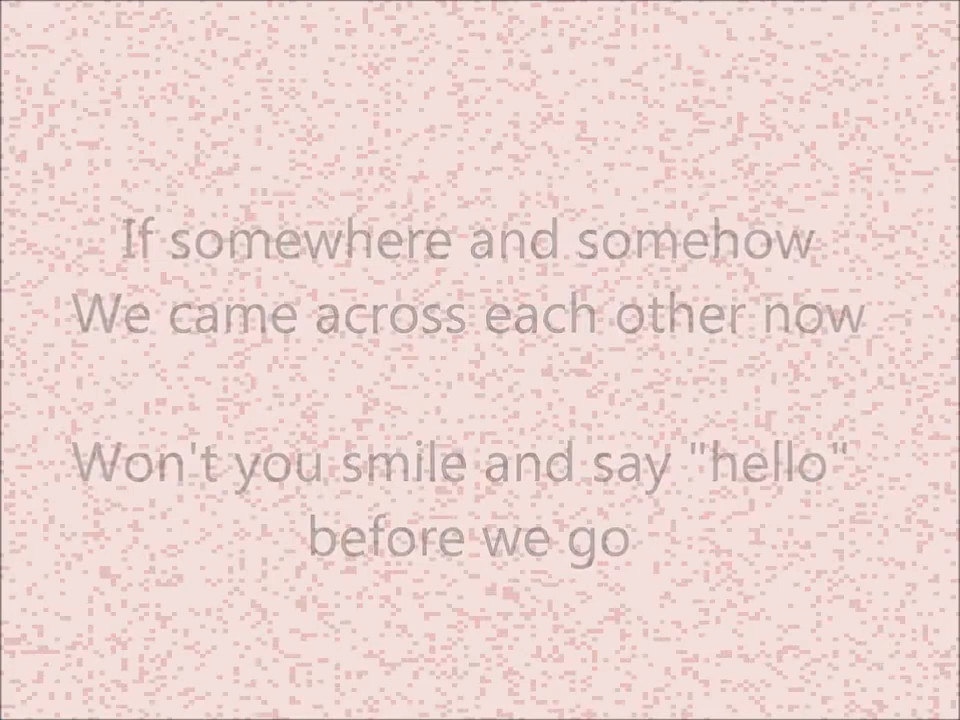 If somewhere and somehow
We came across each other now
Won't you smile and say "hello"
before we go